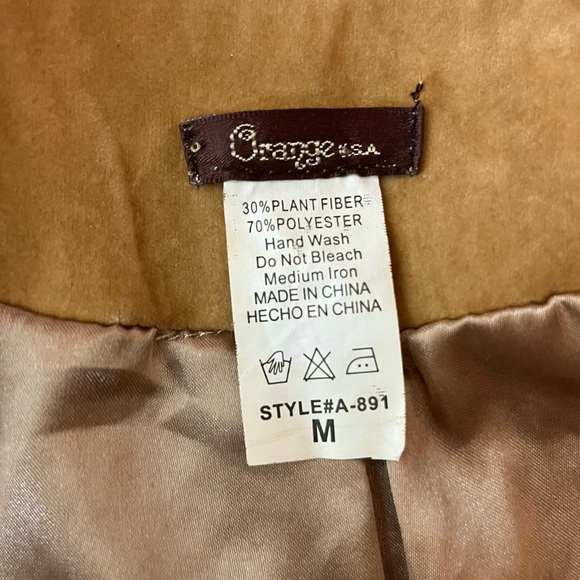 Orange U.S.A
30%PLANT FIBER
70%POLYESTER
Hand Wash
Do Not Bleach
Medium Iron
MADE IN CHINA
HECHO EN CHINA
STYLE#A-891
M